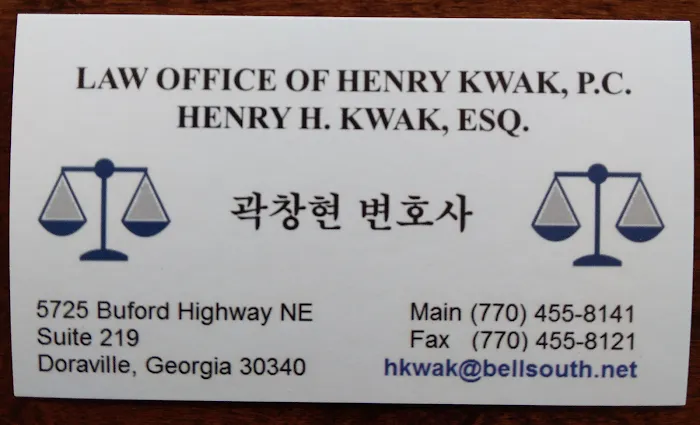 LAW OFFICE OF HENRY KWAK, P.C.
HENRY H. KWAK, ESQ.
곽창현 변호사
5725 Buford Highway NE
Suite 219
Doraville, Georgia 30340
Main (770) 455-8141
Fax (770) 455-8121
hkwak@bellsouth.net